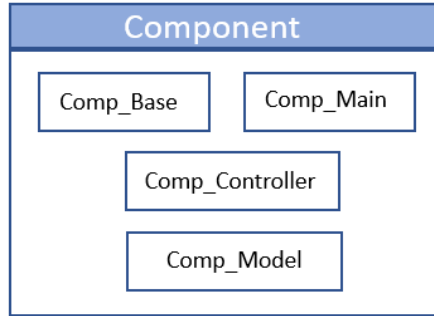 Component
Comp_Base
Comp_Main
Comp_Controller
Comp_Model